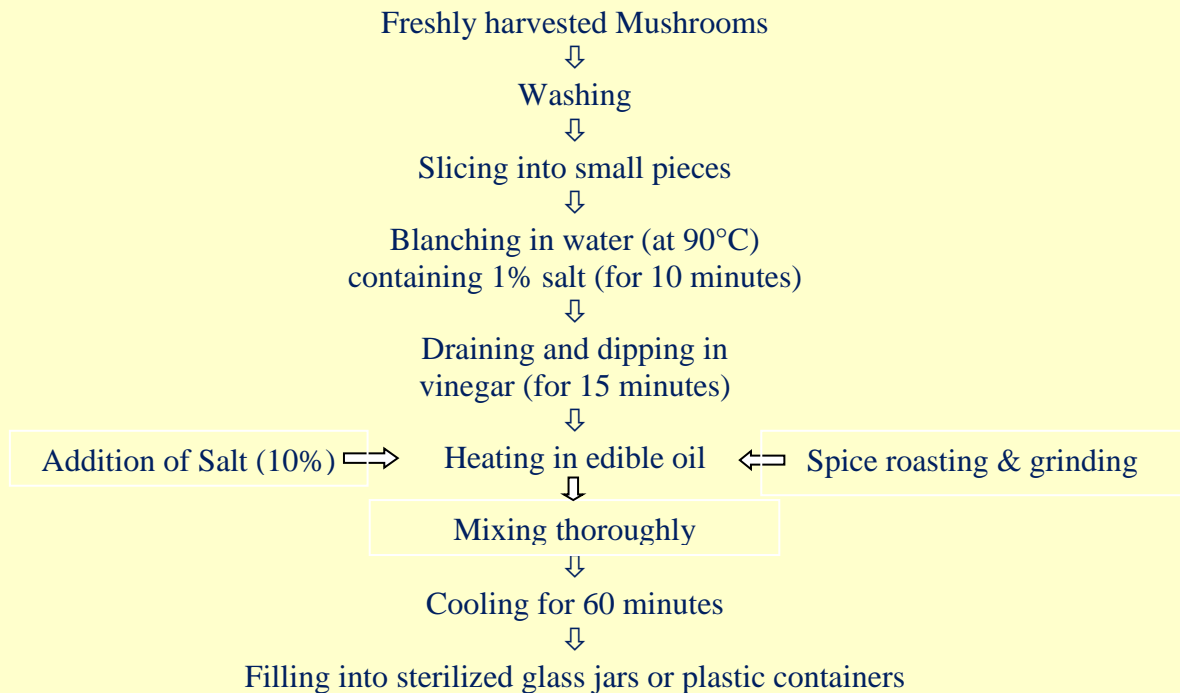 Freshly harvested Mushrooms
Washing
Slicing into small pieces
Blanching in water (at 90°C)
containing 1% salt (for 10 minutes)
Draining and dipping in
vinegar (for 15 minutes)
Addition of Salt (10%)
Heating in edible oil
Spice roasting & grinding
Mixing thoroughly
Cooling for 60 minutes
Filling into sterilized glass jars or plastic containers